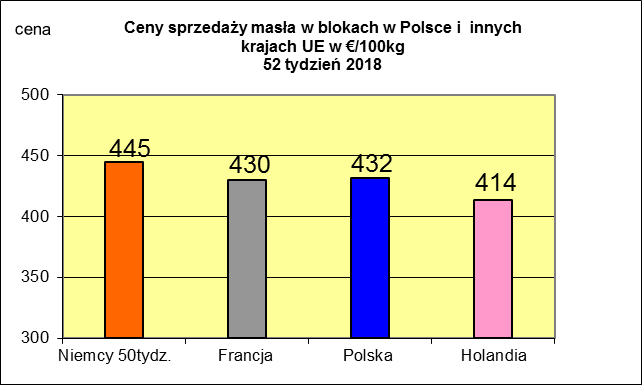 cena
Ceny sprzedaży masła w blokach w Polsce i  innych
krajach UE w €/100kg
52 tydzień 2018
500
450
400
350
300
445
430
432
414
Niemcy 50tydz.
Francja
Polska
Holandia